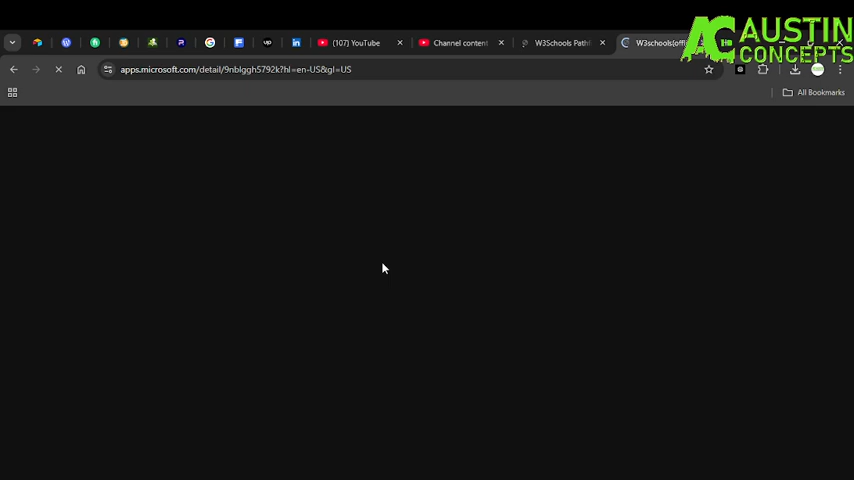 AUSTIN
CONCEPTS
(107) YouTube
Channel content
W3Schools Pathf
W3schools(off
apps.microsoft.com/detail/9nblggh5792k?hl=en-US&gl=US
All Bookmarks